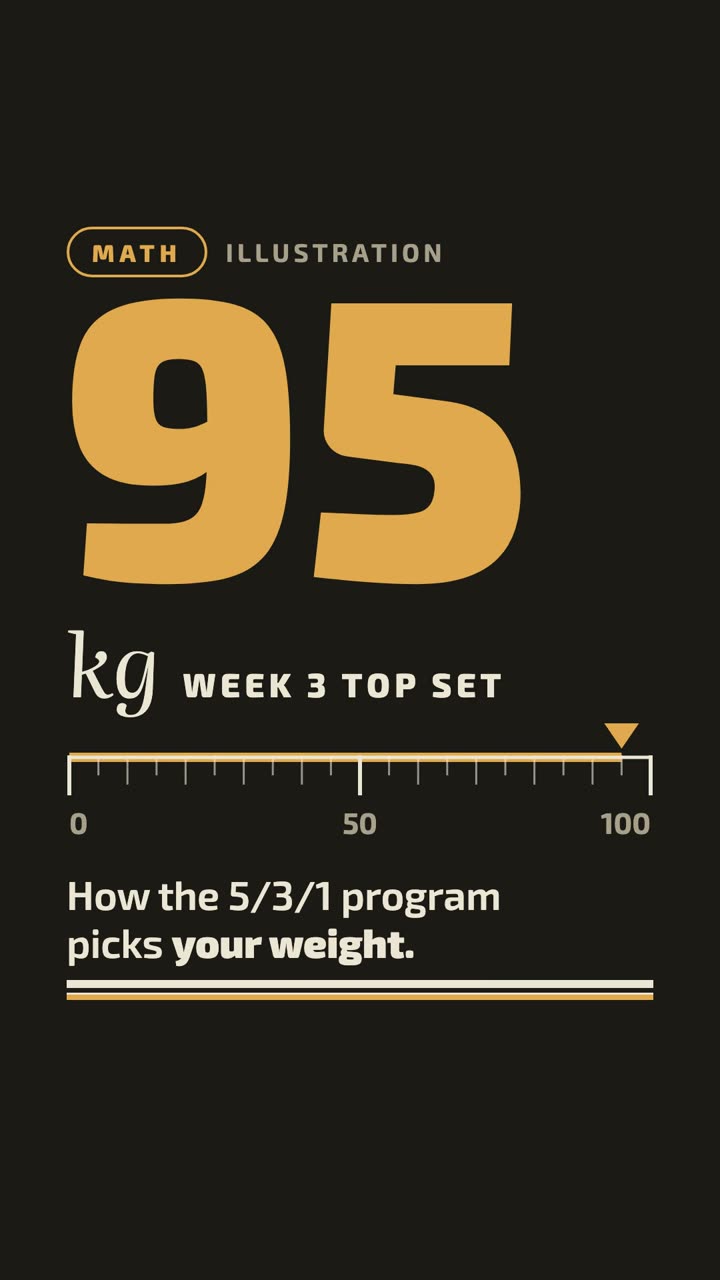 MATH ILLUSTRATION
95
kg WEEK 3 TOP SET
0 50 100
How the 5/3/1 program
picks your weight.